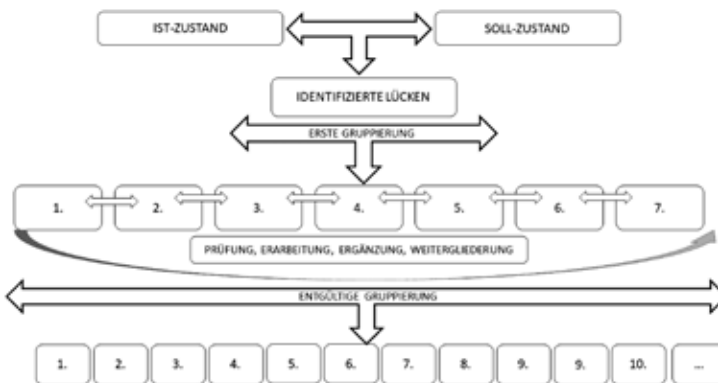 IST-ZUSTAND
SOLL-ZUSTAND
IDENTIFIZIERTE LÜCKEN
ERSTE GRUPPIERUNG
1. 2. 3. 4. 5. 6. 7.
PRÜFUNG, ERARBEITUNG, ERGÄNZUNG, WEITERGLIEDERUNG
ENTGÜLTIGE GRUPPIERUNG
1. 2. 3. 4. 5. 6. 7. 8. 9. 9. 10. ...